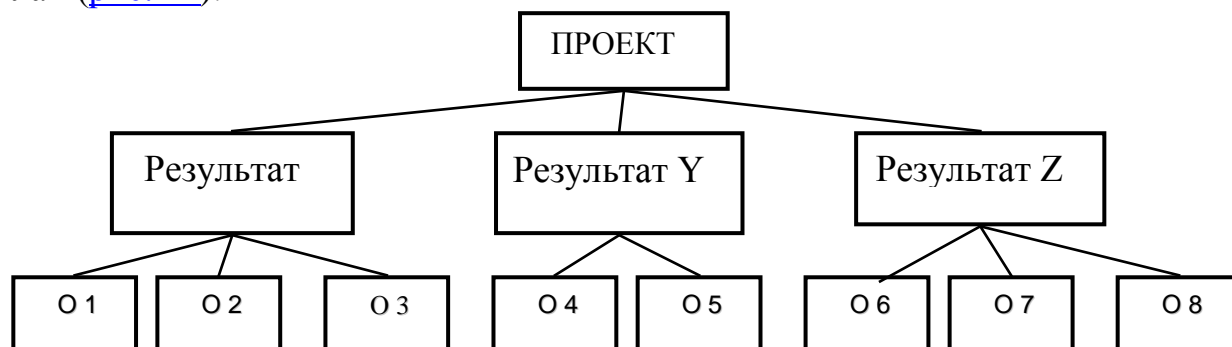 ПРОЕКТ
Результат
Результат Y
Результат Z
О 1
О 2
О 3
О 4
О 5
О 6
О 7
О 8